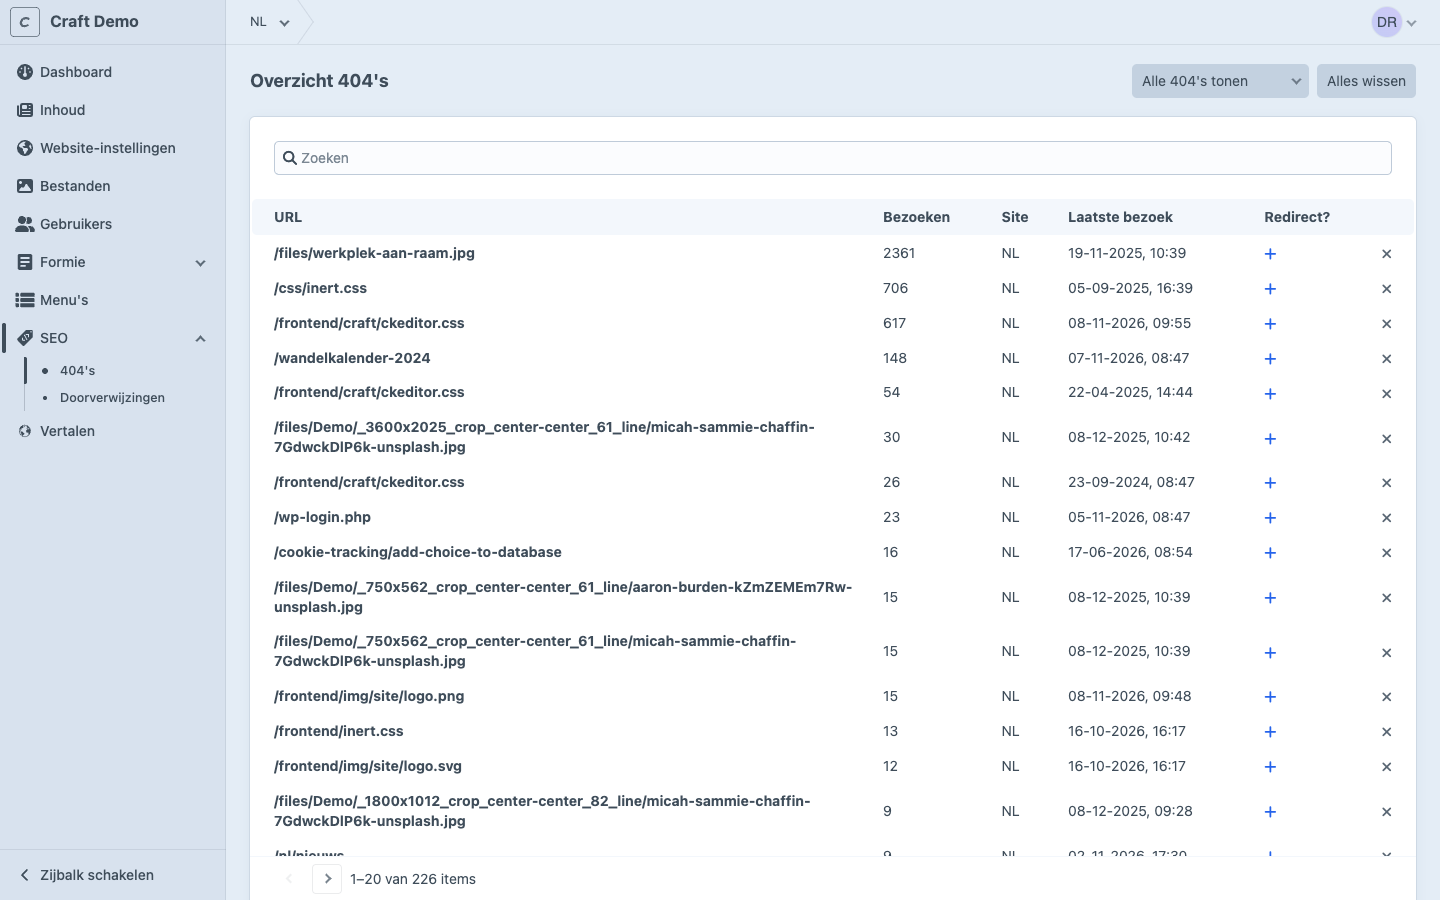 C Craft Demo
NL
DR
Dashboard
Inhoud
Website-instellingen
Bestanden
Gebruikers
Formie
Menu's
SEO
404's
Doorverwijzingen
Vertalen
Zijbalk schakelen
Overzicht 404's
Alle 404's tonen
Alles wissen
Zoeken
URL Bezoeken Site Laatste bezoek Redirect?
/files/werkplek-aan-raam.jpg 2361 NL 19-11-2025, 10:39
/css/inert.css 706 NL 05-09-2025, 16:39
/frontend/craft/ckeditor.css 617 NL 08-11-2026, 09:55
/wandelkalender-2024 148 NL 07-11-2026, 08:47
/frontend/craft/ckeditor.css 54 NL 22-04-2025, 14:44
/files/Demo/_3600x2025_crop_center-center_61_line/micah-sammie-chaffin-
7GdwckDlP6k-unsplash.jpg 30 NL 08-12-2025, 10:42
/frontend/craft/ckeditor.css 26 NL 23-09-2024, 08:47
/wp-login.php 23 NL 05-11-2026, 08:47
/cookie-tracking/add-choice-to-database 16 NL 17-06-2026, 08:54
/files/Demo/_750x562_crop_center-center_61_line/aaron-burden-kZmZEMEm7Rw-
unsplash.jpg 15 NL 08-12-2025, 10:39
/files/Demo/_750x562_crop_center-center_61_line/micah-sammie-chaffin-
7GdwckDlP6k-unsplash.jpg 15 NL 08-12-2025, 10:39
/frontend/img/site/logo.png 15 NL 08-11-2026, 09:48
/frontend/inert.css 13 NL 16-10-2026, 16:17
/frontend/img/site/logo.svg 12 NL 16-10-2026, 16:17
/files/Demo/_1800x1012_crop_center-center_82_line/micah-sammie-chaffin-
7GdwckDlP6k-unsplash.jpg 9 NL 08-12-2025, 09:28
/nl/nieuws 9 NL 02-11-2026, 17:30
1–20 van 226 items